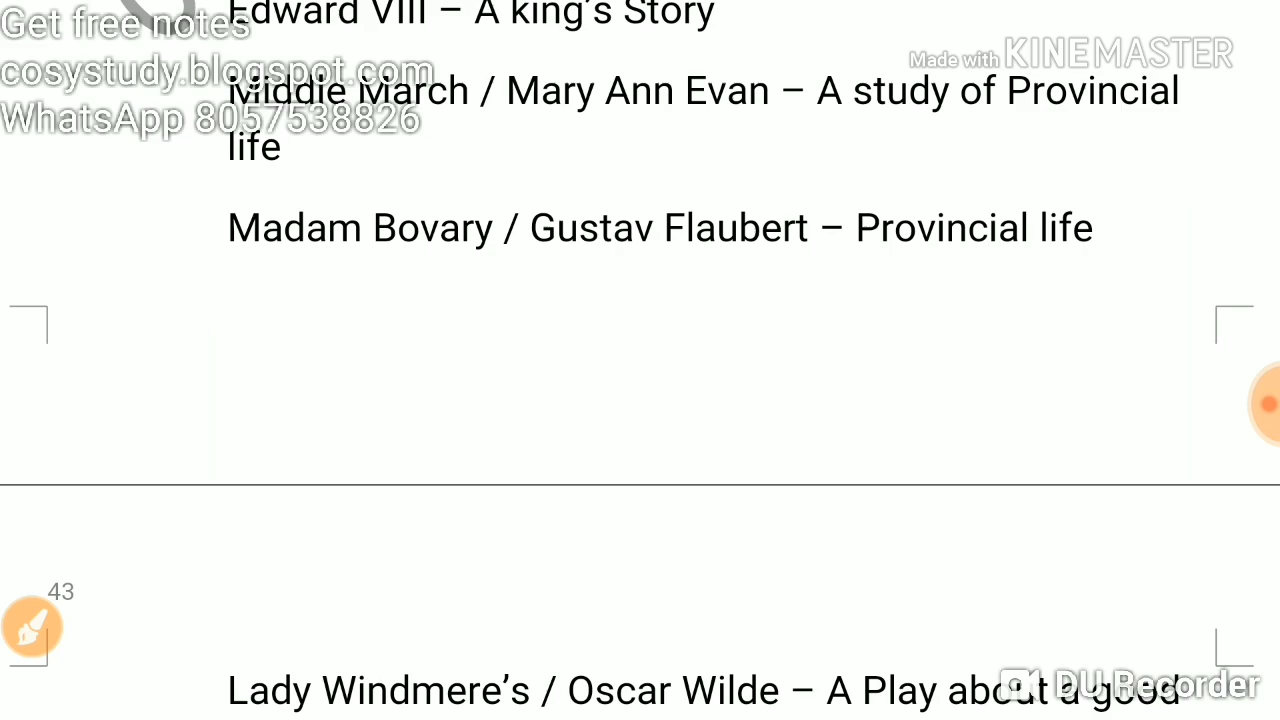 Edward VIII – A king's Story
Get free notes
Made with KINEMASTER
cosystudy.blogspot.com
Middle March / Mary Ann Evan – A study of Provincial
WhatsApp 8057538826
life
Madam Bovary / Gustav Flaubert – Provincial life
43
Lady Windmere's / Oscar Wilde – A Play about a good
DU Recorder